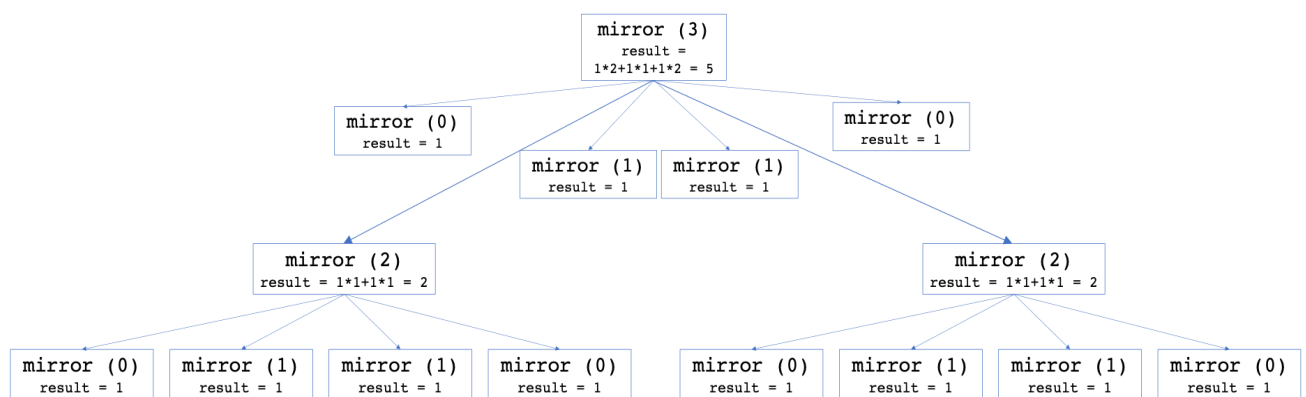 mirror (3)
result =
1*2+1*1+1*2 = 5
mirror (0)
result = 1
mirror (0)
result = 1
mirror (1)
result = 1
mirror (1)
result = 1
mirror (2)
result = 1*1+1*1 = 2
mirror (2)
result = 1*1+1*1 = 2
mirror (0)
result = 1
mirror (1)
result = 1
mirror (1)
result = 1
mirror (0)
result = 1
mirror (0)
result = 1
mirror (1)
result = 1
mirror (1)
result = 1
mirror (0)
result = 1